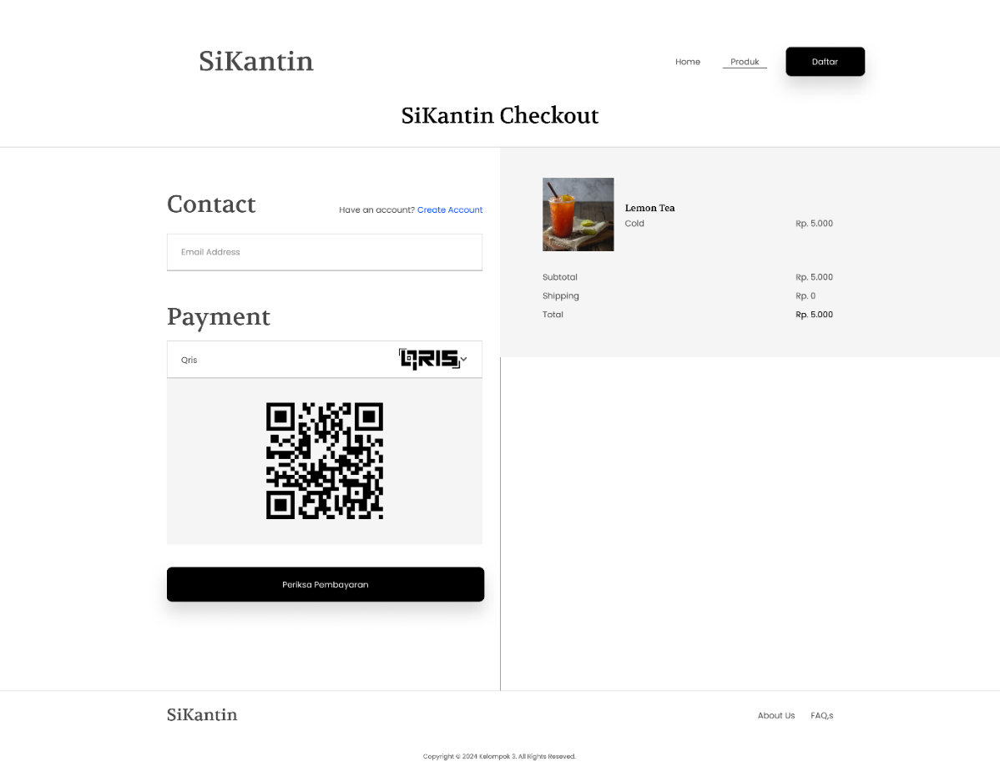 SiKantin
Home
Produk
Daftar
SiKantin Checkout
Contact
Have an account? Create Account
Email Address
Payment
Qris
QRIS
Periksa Pembayaran
Lemon Tea
Cold
Rp. 5.000
Subtotal
Rp. 5.000
Shipping
Rp. 0
Total
Rp. 5.000
SiKantin
About Us
FAQ,s
Copyright © 2024 Kelompok 3. All Rights Reseved.